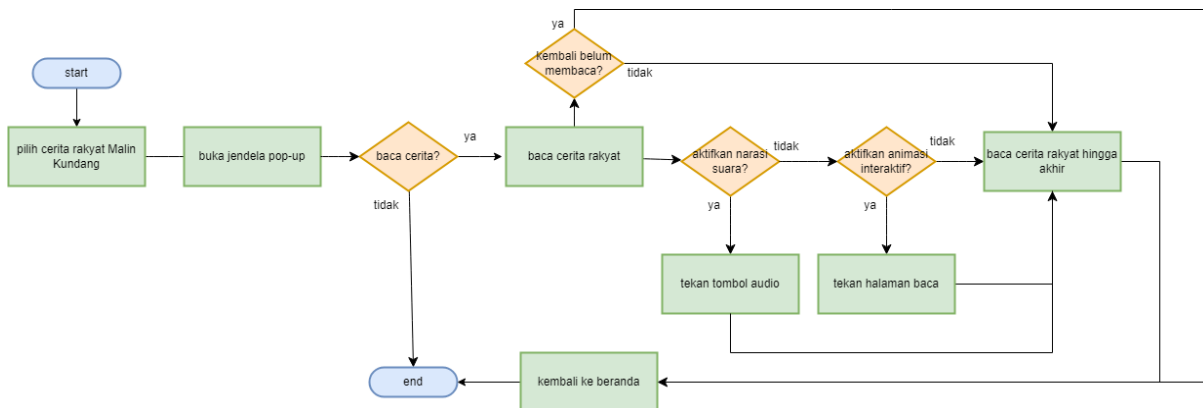 ya
kembali belum
membaca?
tidak
start
pilih cerita rakyat Malin
Kundang
buka jendela pop-up
baca cerita?
ya
tidak
baca cerita rakyat
aktifkan narasi
suara?
tidak
ya
aktifkan animasi
interaktif?
tidak
ya
baca cerita rakyat hingga
akhir
tekan tombol audio
tekan halaman baca
end
kembali ke beranda